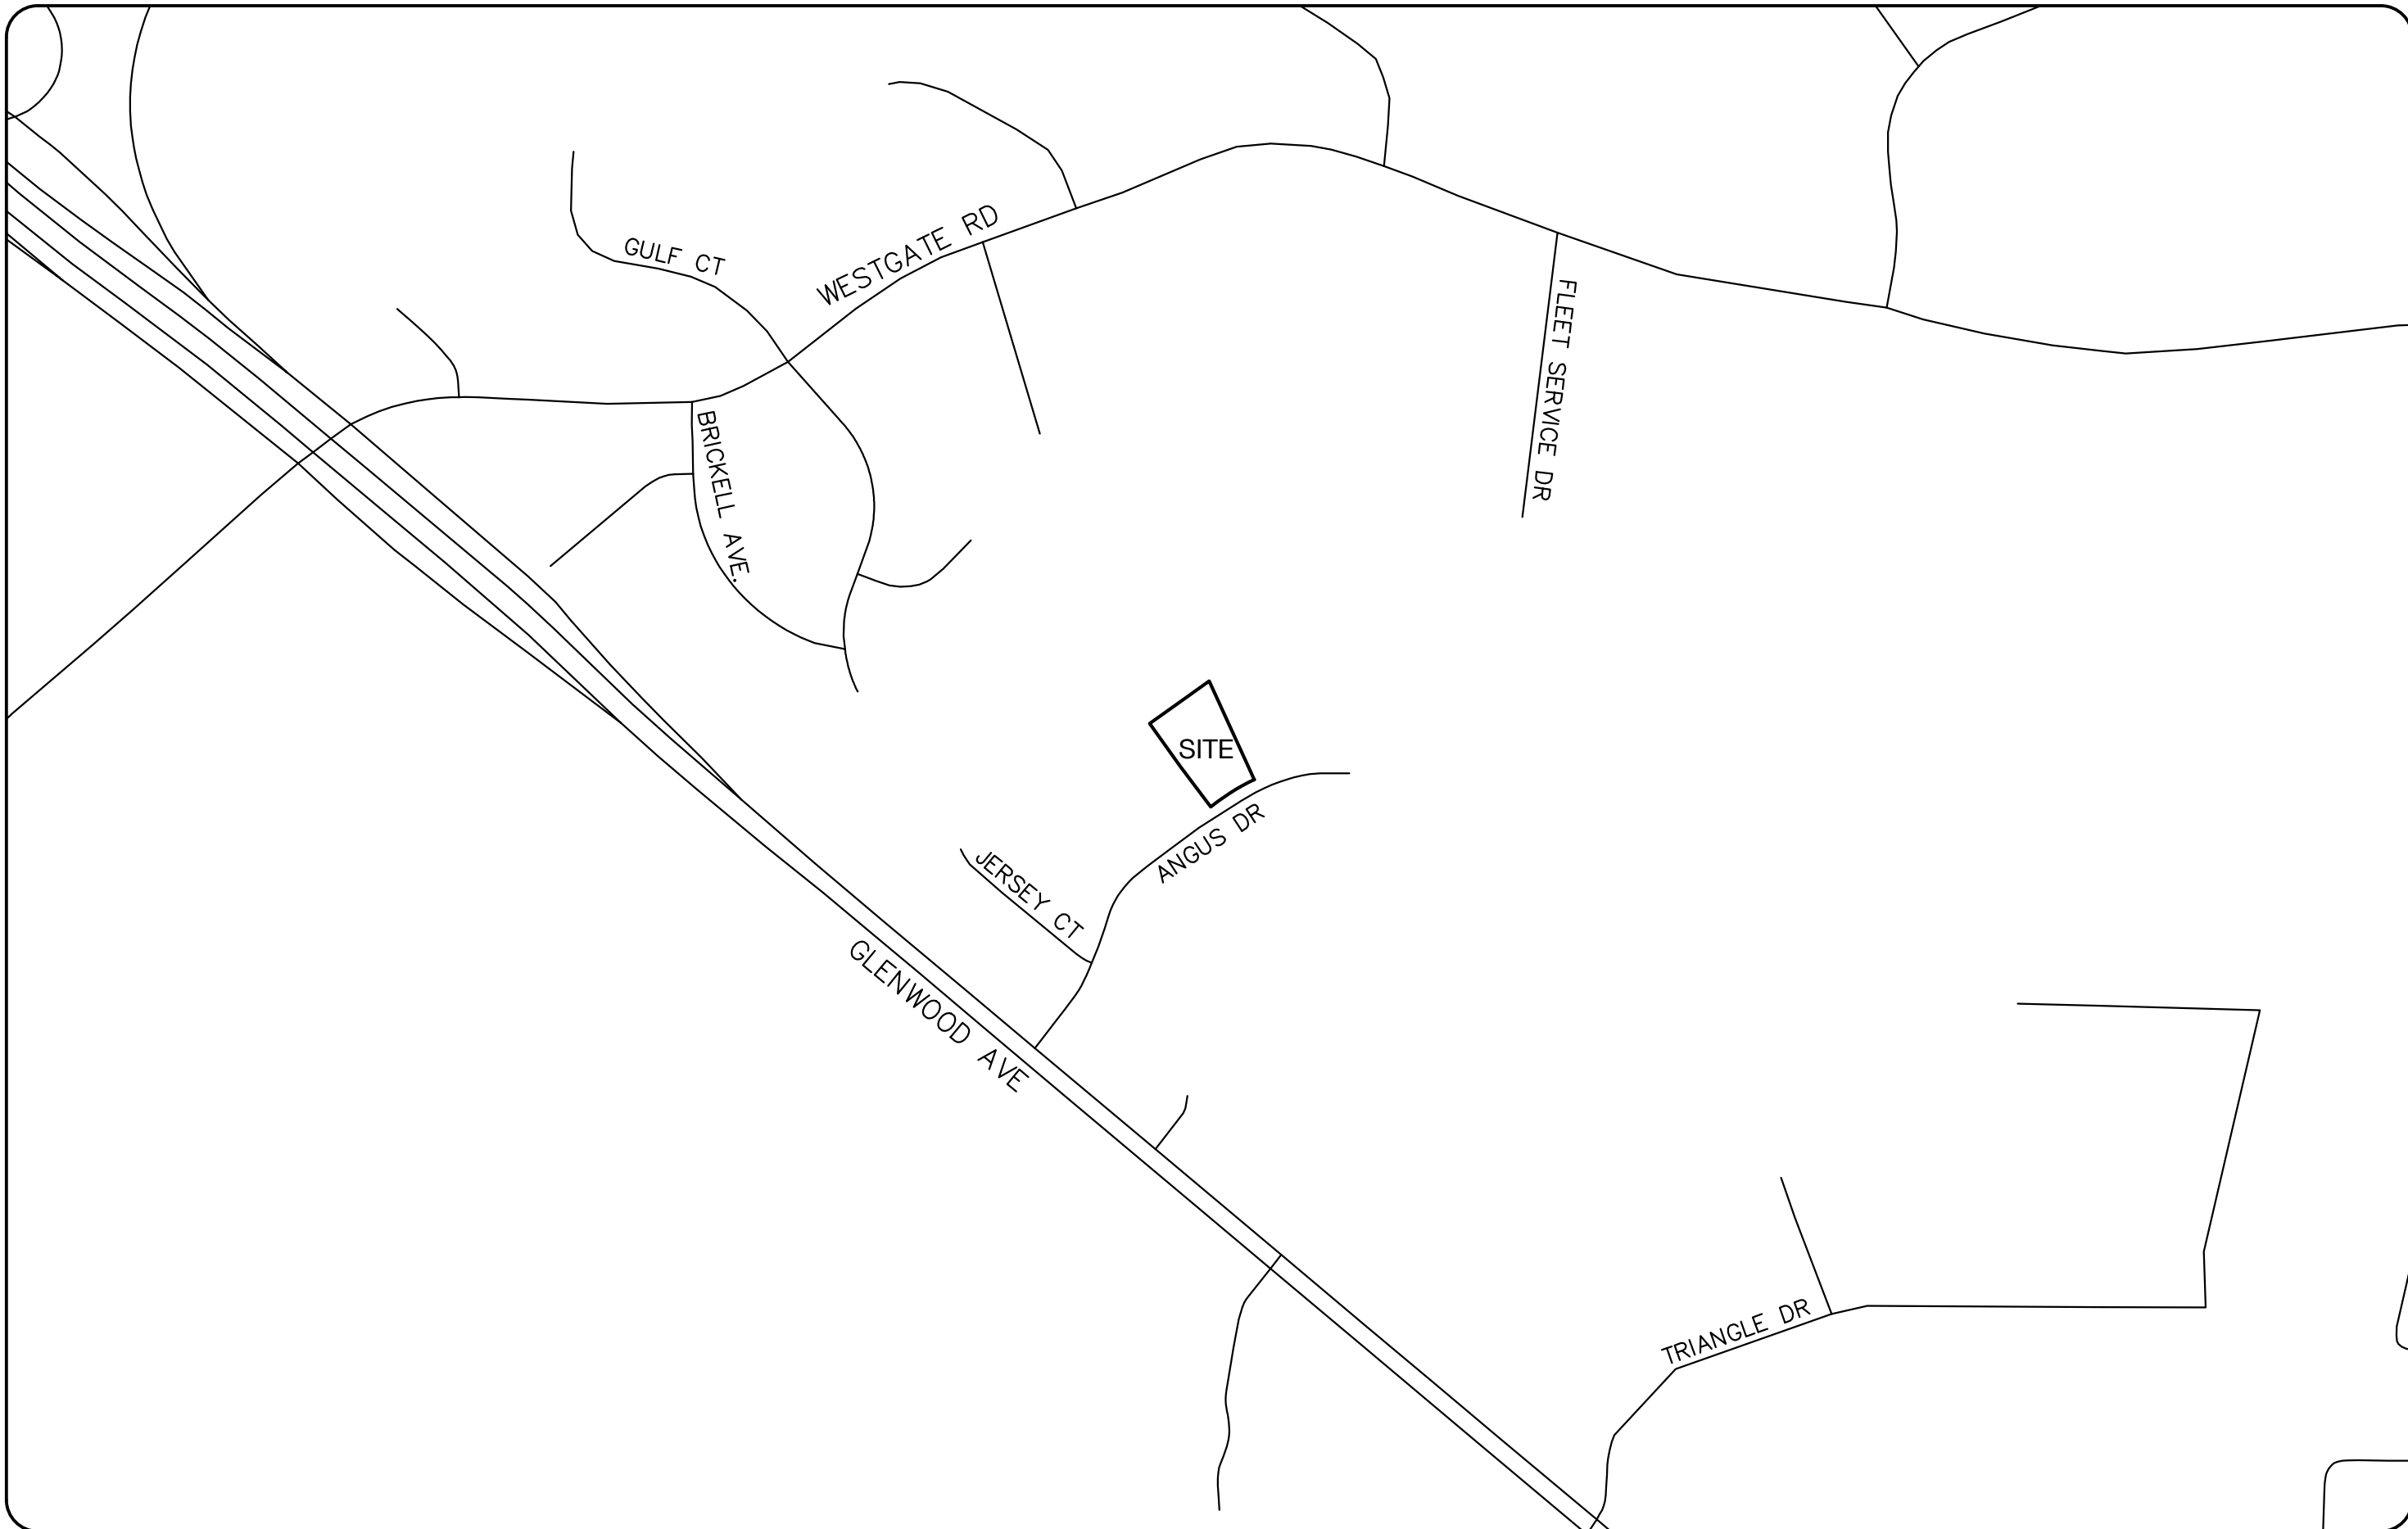 GULF CT
WESTGATE RD
FLEET SERVICE DR
BRICKELL AVE.
SITE
ANGUS DR
JERSEY CT
GLENWOOD AVE
TRIANGLE DR